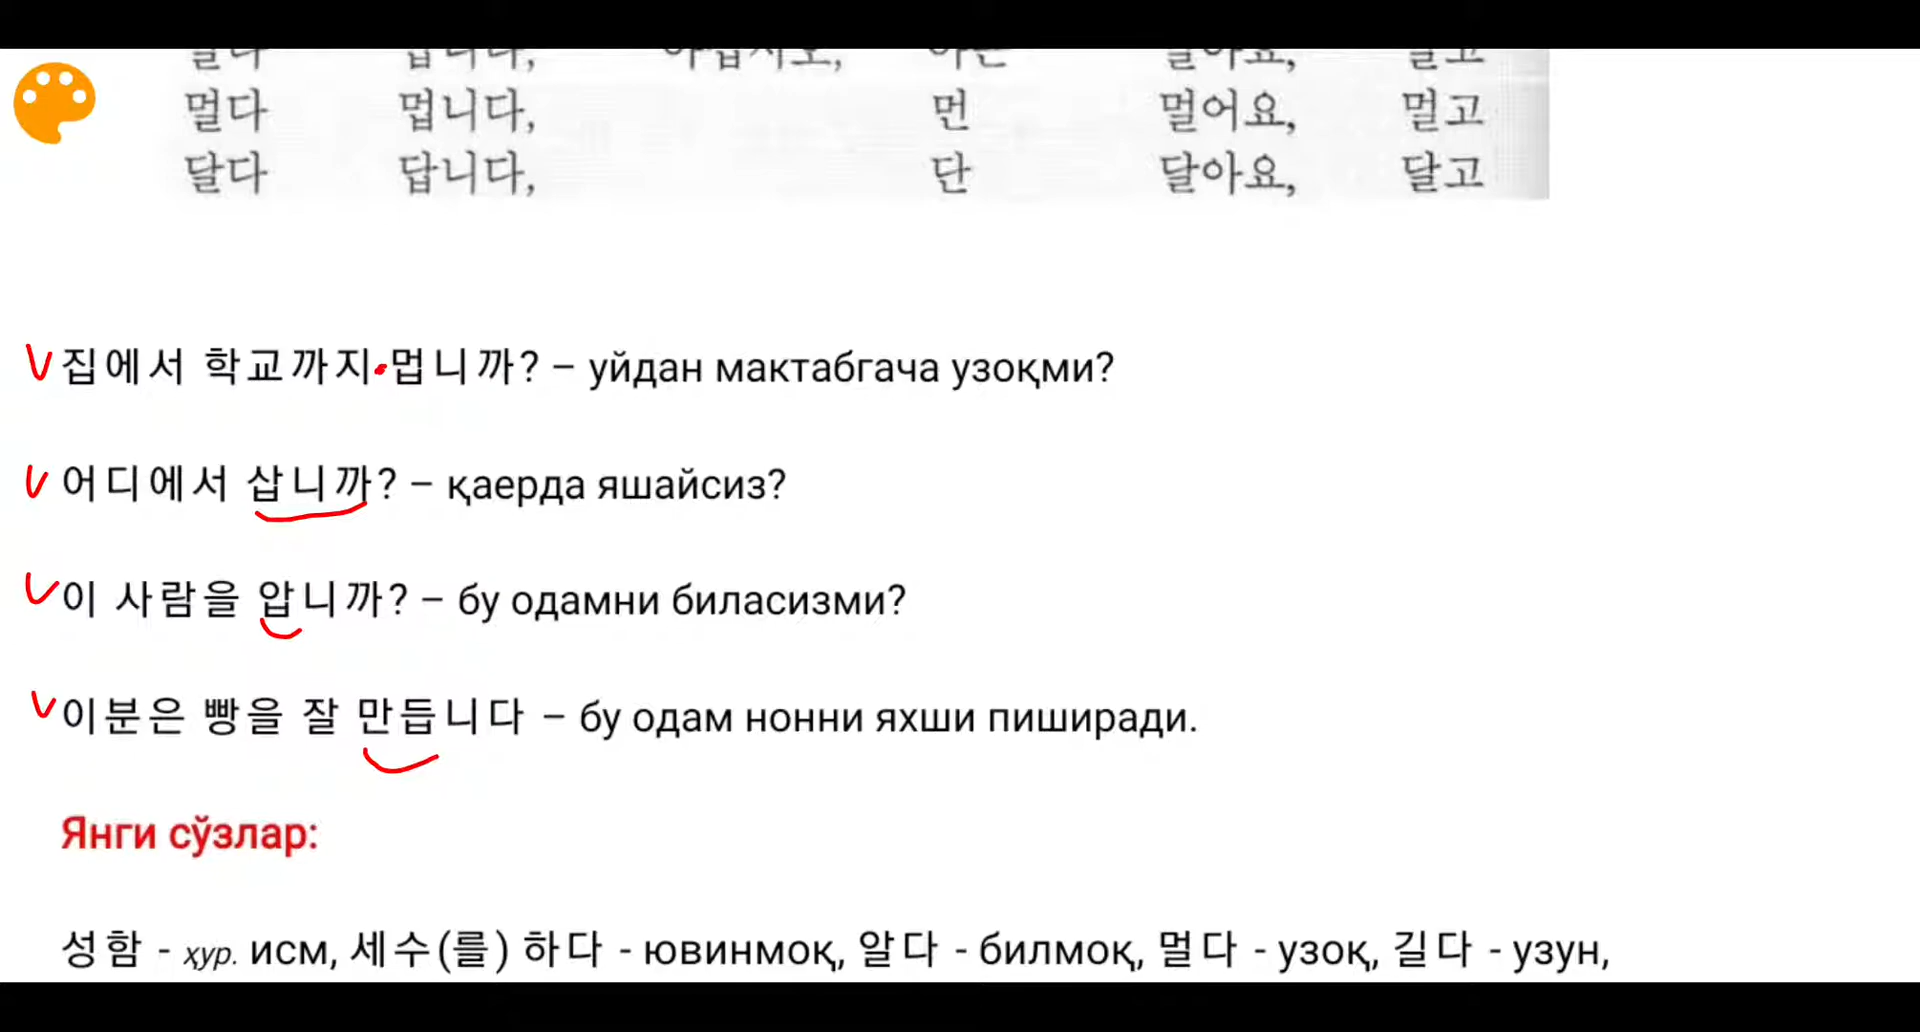 멀다 멉니다, 먼 멀어요, 멀고
달다 답니다, 단 달아요, 달고
집에서 학교까지 멉니까? – уйдан мактабгача узоқми?
어디에서 삽니까? – қаерда яшайсиз?
이 사람을 압니까? – бу одамни биласизми?
이분은 빵을 잘 만듭니다 – бу одам нонни яхши пиширади.
Янги сўзлар:
성함 - ҳур. исм, 세수(를) 하다 - ювинмоқ, 알다 - билмоқ, 멀다 - узоқ, 길다 - узун,